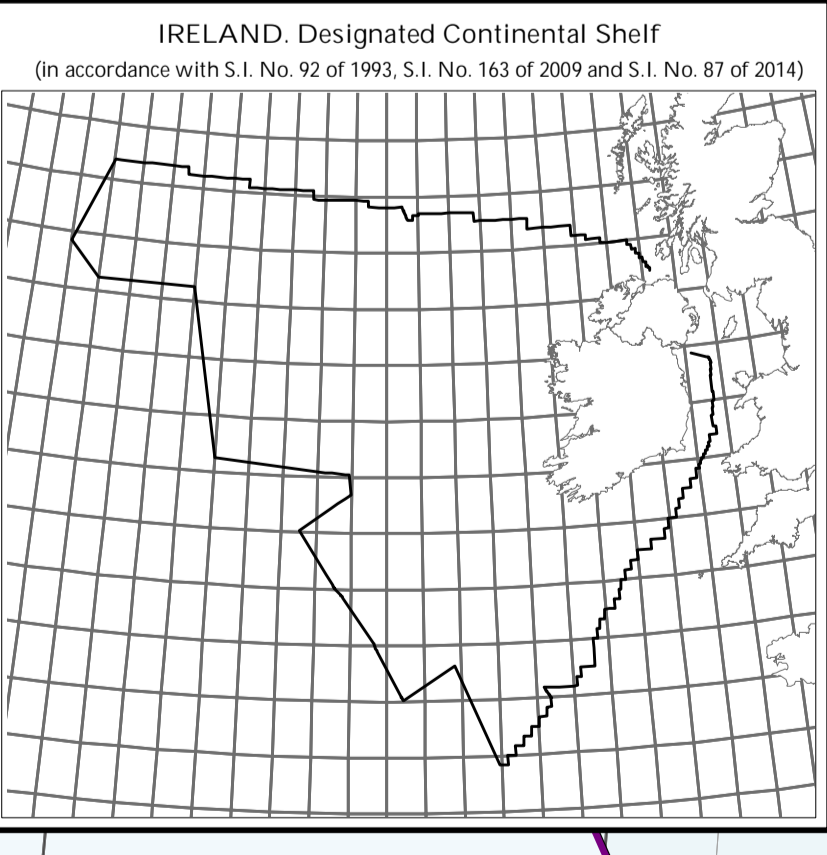 IRELAND. Designated Continental Shelf
(in accordance with S.I. No. 92 of 1993, S.I. No. 163 of 2009 and S.I. No. 87 of 2014)